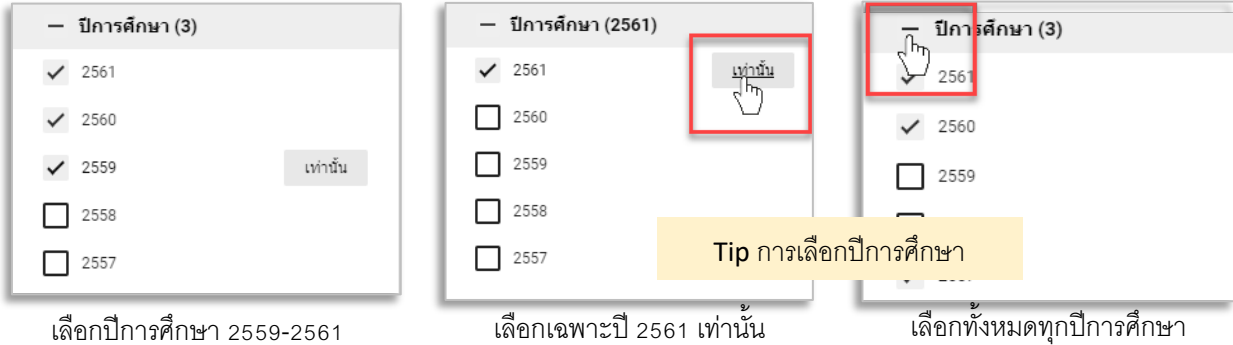 ปีการศึกษา (3)
2561
2560
2559 เท่านั้น
2558
2557
เลือกปีการศึกษา 2559-2561
ปีการศึกษา (2561)
2561 เท่านั้น
2560
2559
2558
2557
เลือกเฉพาะปี 2561 เท่านั้น
ปีการศึกษา (3)
2561
2560
2559
Tip การเลือกปีการศึกษา
เลือกทั้งหมดทุกปีการศึกษา